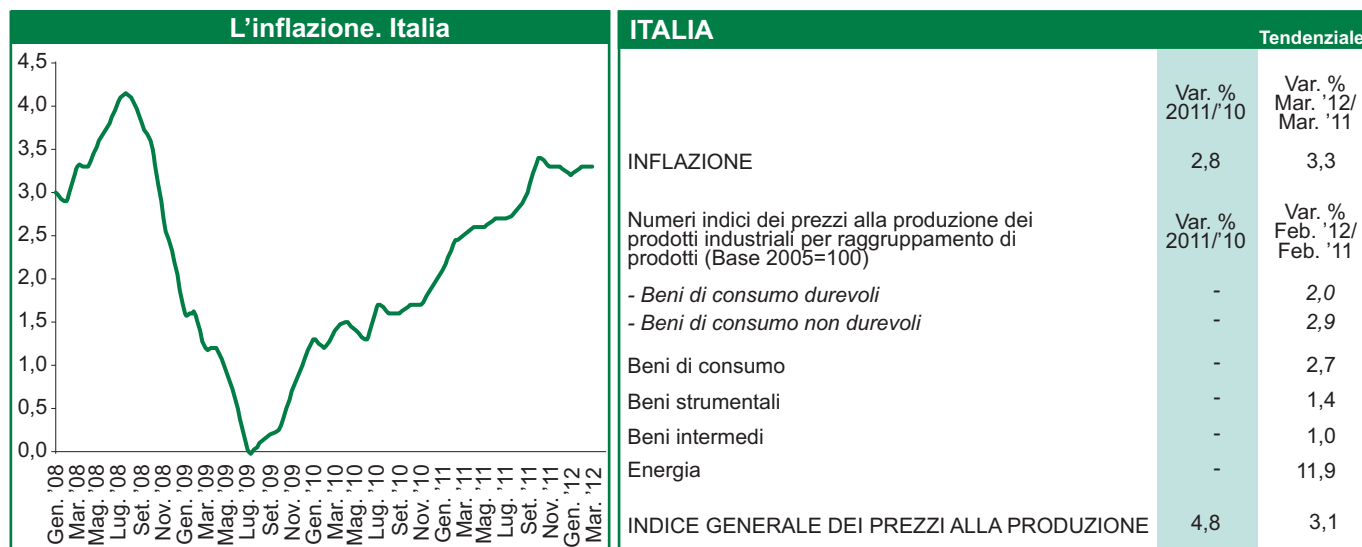 L'inflazione. Italia
4,5
4,0
3,5
3,0
2,5
2,0
1,5
1,0
0,5
0,0
Gen. '08
Mar. '08
Mag. '08
Lug. '08
Set. '08
Nov. '08
Gen. '09
Mar. '09
Mag. '09
Lug. '09
Set. '09
Nov. '09
Gen. '10
Mar. '10
Mag. '10
Lug. '10
Set. '10
Nov. '10
Gen. '11
Mar. '11
Mag. '11
Lug. '11
Set. '11
Nov. '11
Gen. '12
Mar. '12
ITALIA
Tendenziale
Var. %
2011/'10
Var. %
Mar. '12/
Mar. '11
INFLAZIONE 2,8 3,3
Numeri indici dei prezzi alla produzione dei
prodotti industriali per raggruppamento di
prodotti (Base 2005=100)
Var. %
2011/'10
Var. %
Feb. '12/
Feb. '11
- Beni di consumo durevoli - 2,0
- Beni di consumo non durevoli - 2,9
Beni di consumo - 2,7
Beni strumentali - 1,4
Beni intermedi - 1,0
Energia - 11,9
INDICE GENERALE DEI PREZZI ALLA PRODUZIONE 4,8 3,1